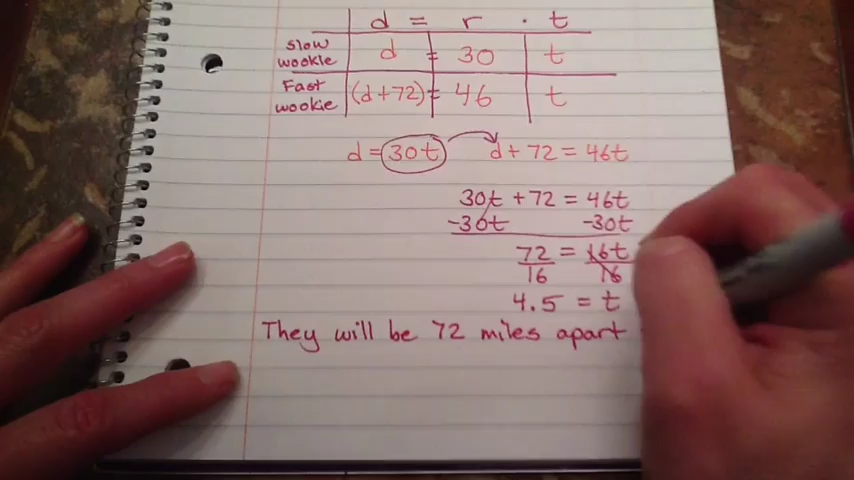 d = r · t
slow wookie d = 30 t
Fast wookie (d+72) = 46 t
d = 30t d + 72 = 46t
30t + 72 = 46t
-30t -30t
72 = 16t
16 16
4.5 = t
They will be 72 miles apart